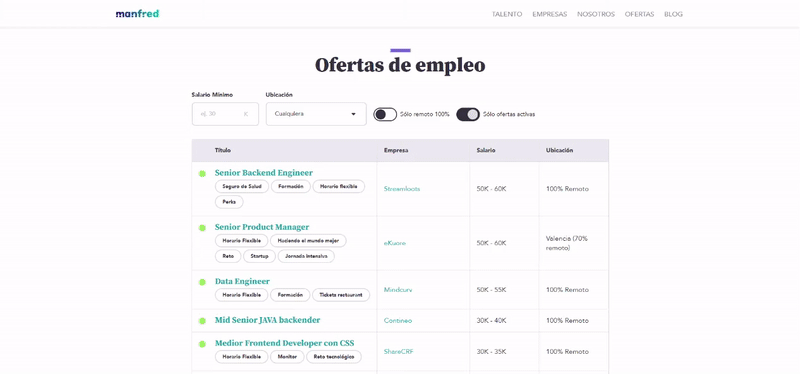 manfred
TALENTO EMPRESAS NOSOTROS OFERTAS BLOG
Ofertas de empleo
Salario Mínimo Ubicación
ej. 30 € Cualquiera Sólo remoto 100% Sólo ofertas activas
Título Empresa Salario Ubicación
Senior Backend Engineer
Seguro de Salud Formación Horario flexible
Perks
Streamloots 50K - 60K 100% Remoto
Senior Product Manager
Horario Flexible Haciendo el mundo mejor
Reto Startup Jornada Intensiva
eKuore 50K - 60K Valencia (70%
remoto)
Data Engineer
Horario Flexible Formación Tickets restaurant
Mindcurv 50K - 55K 100% Remoto
Mid Senior JAVA backender Contineo 30K - 40K 100% Remoto
Medior Frontend Developer con CSS
Horario Flexible Monitor Reto tecnológico
ShareCRF 30K - 35K 100% Remoto